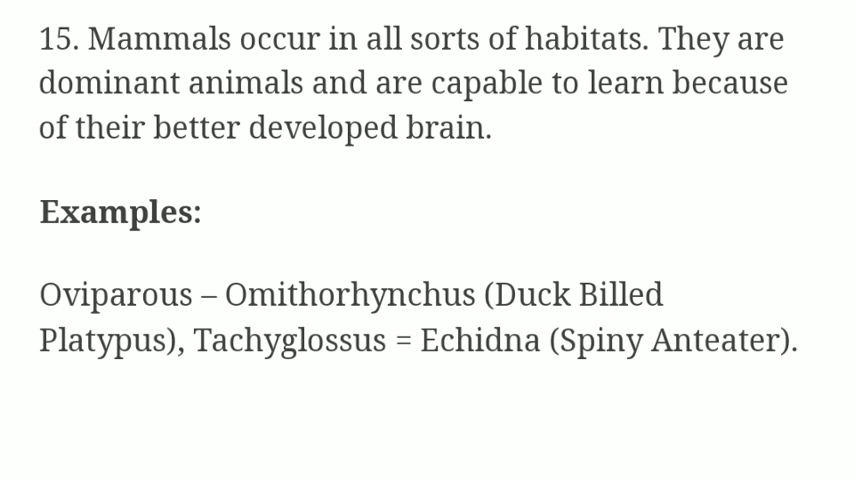 15. Mammals occur in all sorts of habitats. They are
dominant animals and are capable to learn because
of their better developed brain.
Examples:
Oviparous – Omithorhynchus (Duck Billed
Platypus), Tachyglossus = Echidna (Spiny Anteater).